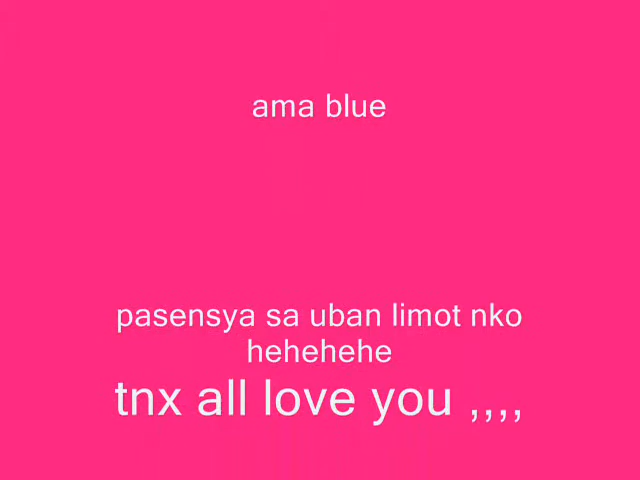 ama blue
pasensya sa uban limot nko
hehehehe
tnx all love you ,,,,